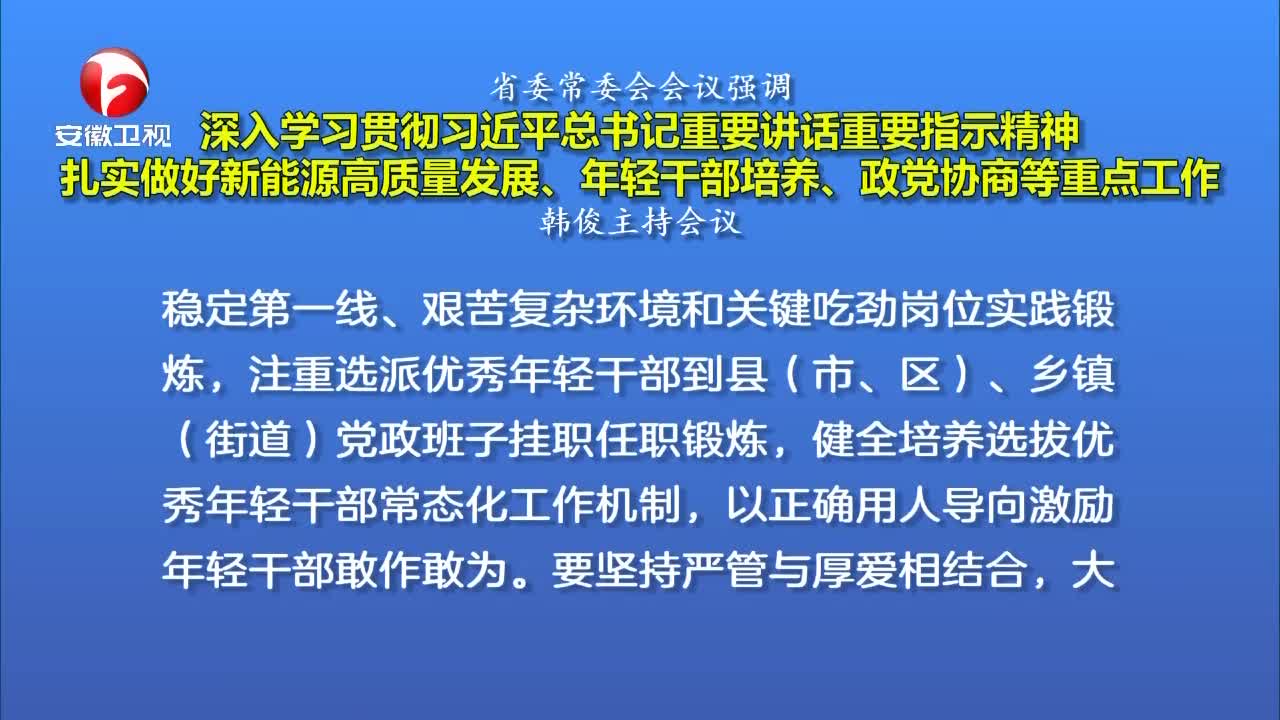 省委常委会会议强调
安徽卫视
深入学习贯彻习近平总书记重要讲话重要指示精神
扎实做好新能源高质量发展、年轻干部培养、政党协商等重点工作
韩俊主持会议
稳定第一线、艰苦复杂环境和关键吃劲岗位实践锻
炼，注重选派优秀年轻干部到县（市、区）、乡镇
（街道）党政班子挂职任职锻炼，健全培养选拔优
秀年轻干部常态化工作机制，以正确用人导向激励
年轻干部敢作敢为。要坚持严管与厚爱相结合，大